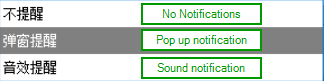 不提醒 No Notifications
弹窗提醒 Pop up notification
音效提醒 Sound notification